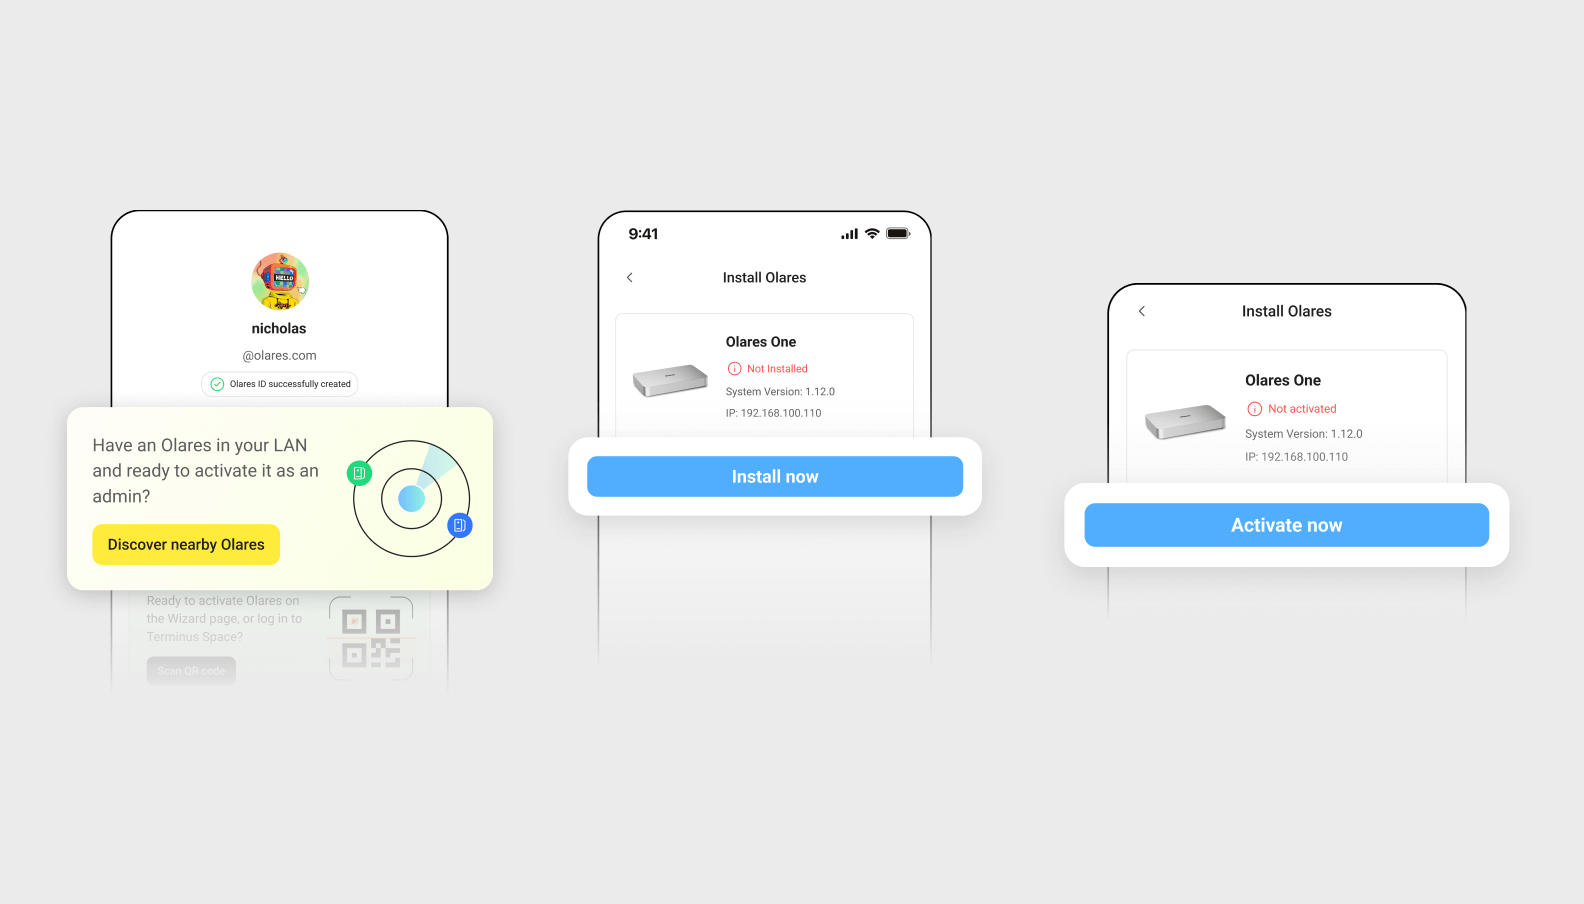 HELLO
nicholas
@olares.com
Olares ID successfully created
Have an Olares in your LAN
and ready to activate it as an
admin?
Discover nearby Olares
Ready to activate Olares on
the Wizard page, or log in to
Terminus Space?
Scan QR code
9:41
Install Olares
Olares One
Not Installed
System Version: 1.12.0
IP: 192.168.100.110
Install now
Install Olares
Olares One
Not activated
System Version: 1.12.0
IP: 192.168.100.110
Activate now